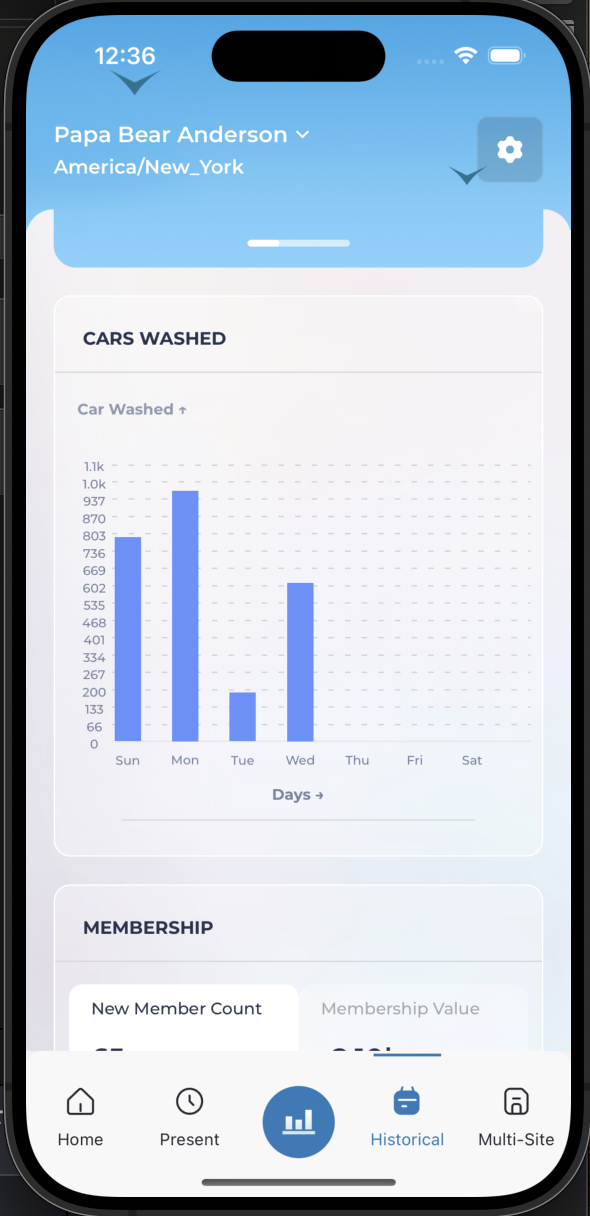 12:36
Papa Bear Anderson
America/New_York
CARS WASHED
Car Washed ↑
1.1k
1.0k
937
870
803
736
669
602
535
468
401
334
267
200
133
66
0
Sun Mon Tue Wed Thu Fri Sat
Days →
MEMBERSHIP
New Member Count Membership Value
Home Present Historical Multi-Site